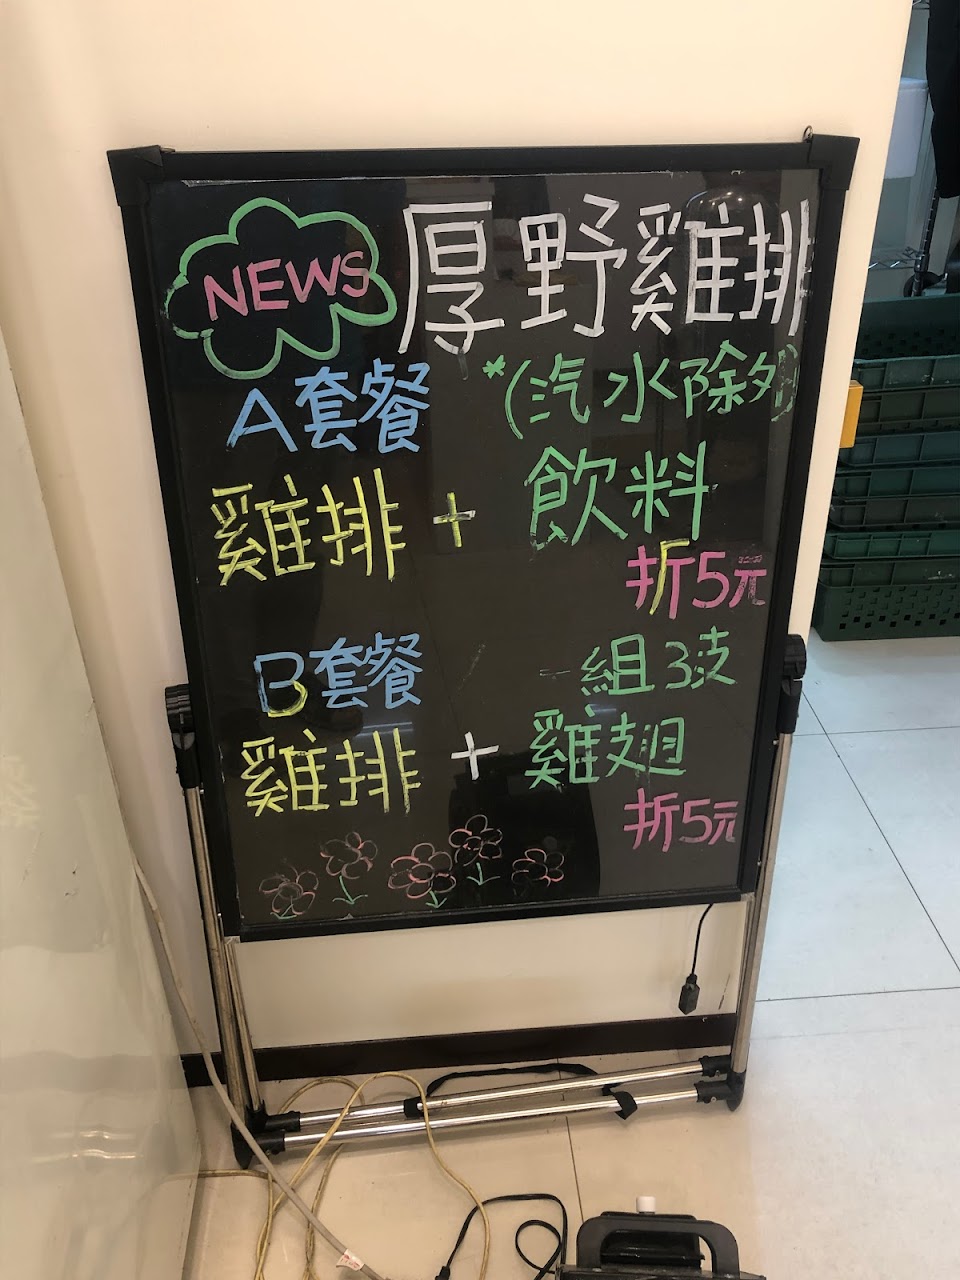 NEWS 厚野雞排
A套餐 *(汽水除外)
雞排 + 飲料
折5元
B套餐 一組3支
雞排 + 雞翅
折5元